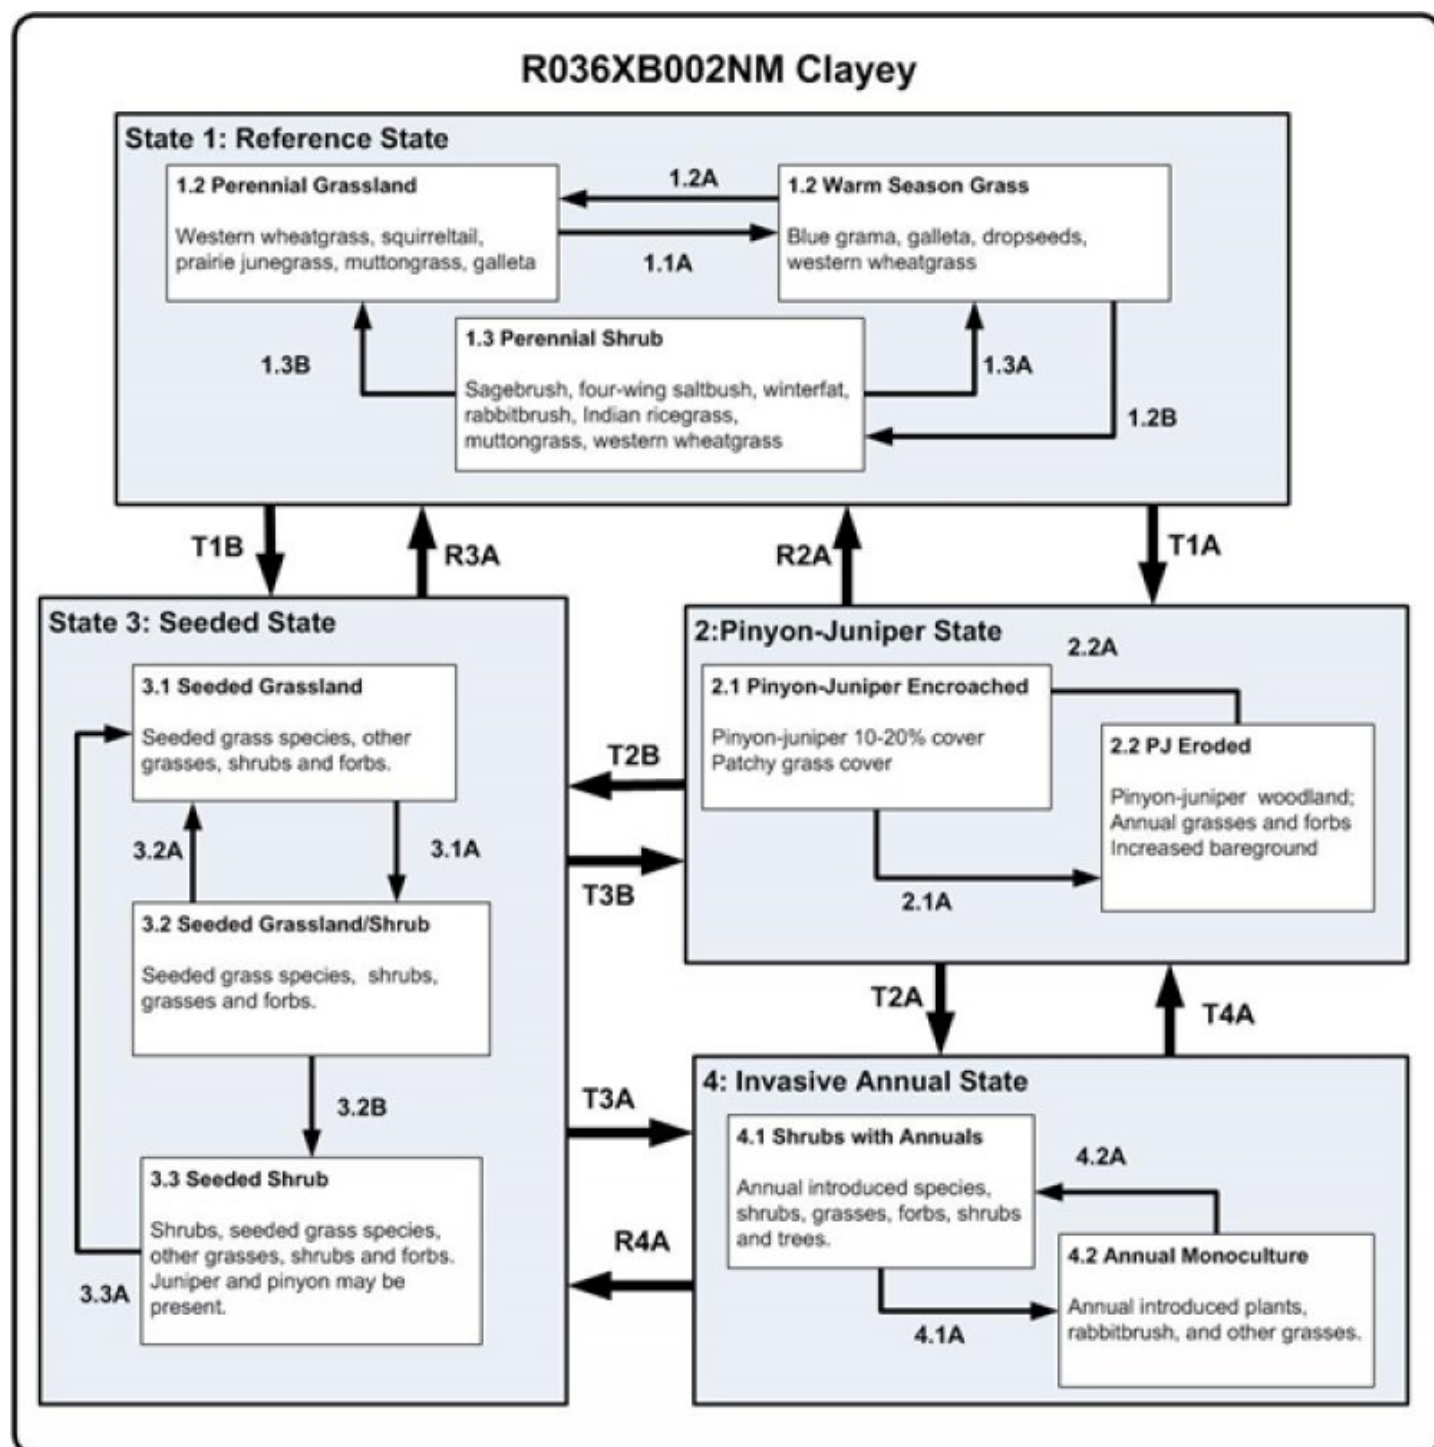 R036XB002NM Clayey
State 1: Reference State
1.2 Perennial Grassland
Western wheatgrass, squirreltail,
prairie junegrass, muttongrass, galleta
1.2A
1.1A
1.2 Warm Season Grass
Blue grama, galleta, dropseeds,
western wheatgrass
1.3B
1.3 Perennial Shrub
Sagebrush, four-wing saltbush, winterfat,
rabbitbrush, Indian ricegrass,
muttongrass, western wheatgrass
1.3A
1.2B
T1B
R3A
R2A
T1A
State 3: Seeded State
3.1 Seeded Grassland
Seeded grass species, other
grasses, shrubs and forbs.
3.2A
3.1A
3.2 Seeded Grassland/Shrub
Seeded grass species, shrubs,
grasses and forbs.
3.2B
3.3 Seeded Shrub
Shrubs, seeded grass species,
other grasses, shrubs and forbs.
Juniper and pinyon may be
present.
3.3A
T2B
T3B
2:Pinyon-Juniper State
2.2A
2.1 Pinyon-Juniper Encroached
Pinyon-juniper 10-20% cover
Patchy grass cover
2.2 PJ Eroded
Pinyon-juniper woodland;
Annual grasses and forbs
Increased bareground
2.1A
T2A
T4A
T3A
R4A
4: Invasive Annual State
4.1 Shrubs with Annuals
Annual introduced species,
shrubs, grasses, forbs, shrubs
and trees.
4.2A
4.2 Annual Monoculture
Annual introduced plants,
rabbitbrush, and other grasses.
4.1A